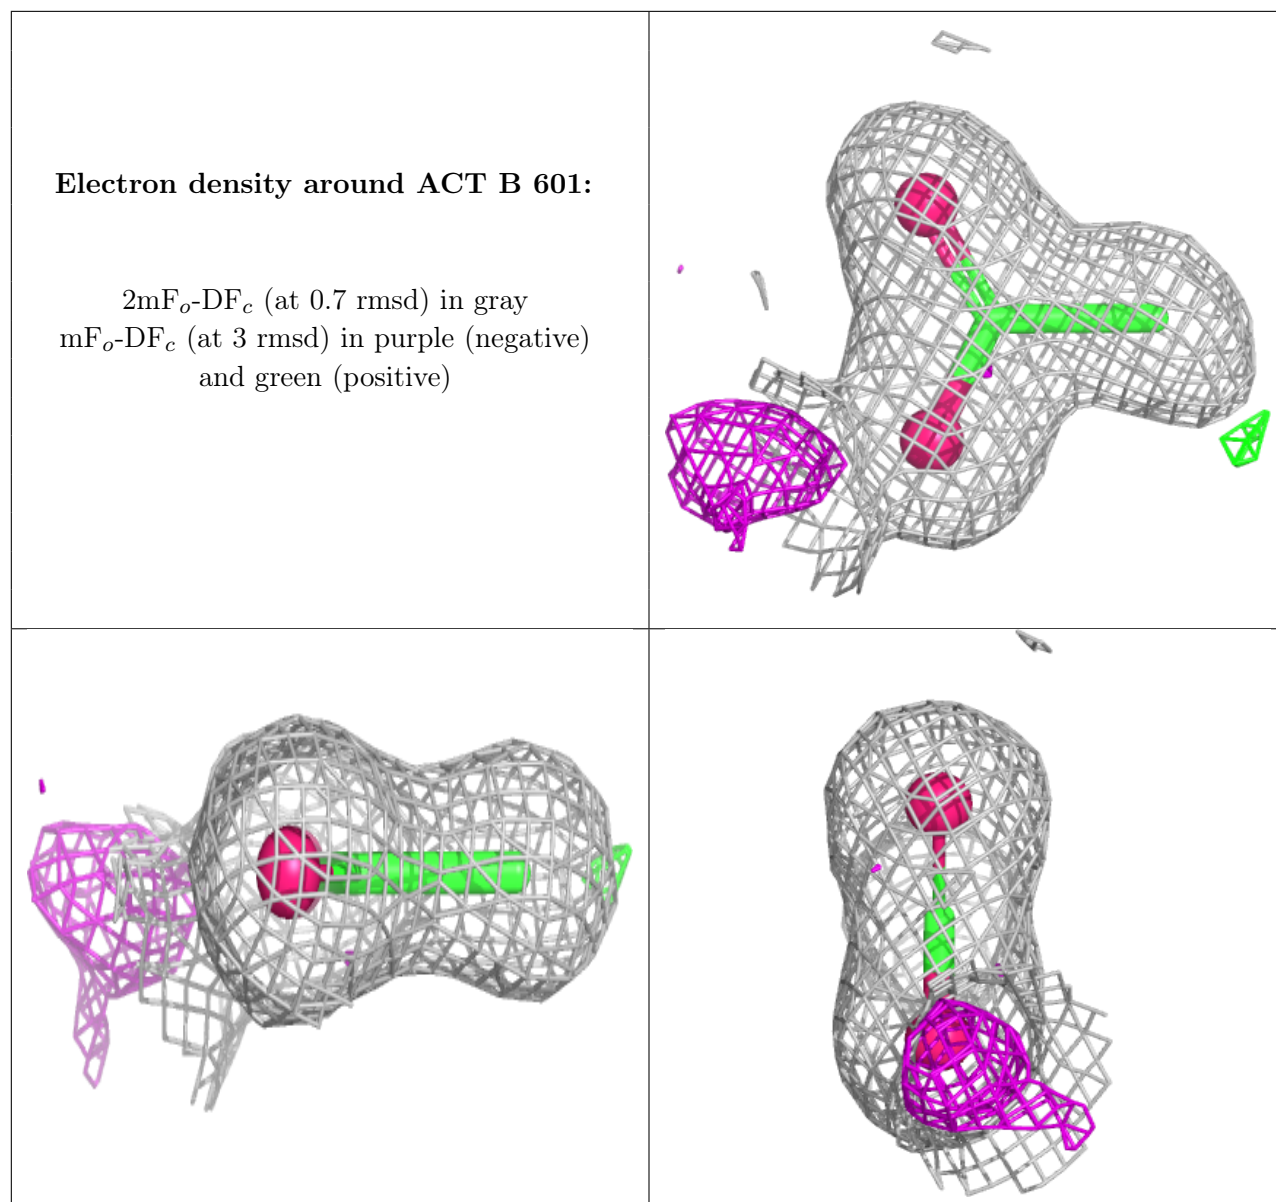 Electron density around ACT B 601:
2mFo-DFc (at 0.7 rmsd) in gray
mFo-DFc (at 3 rmsd) in purple (negative)
and green (positive)